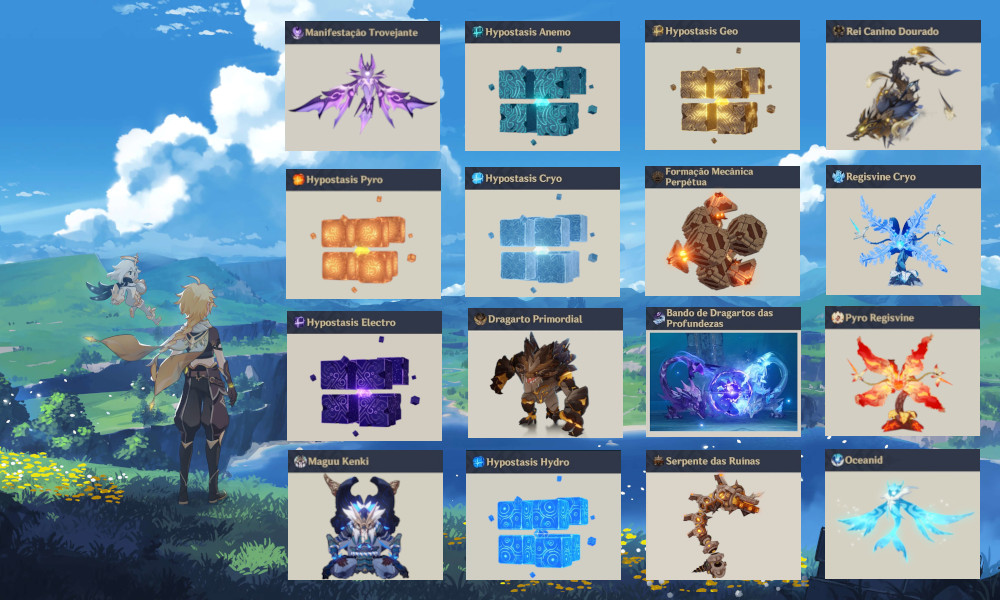 Manifestação Trovejante
Hypostasis Anemo
Hypostasis Geo
Rei Canino Dourado
Hypostasis Pyro
Hypostasis Cryo
Formação Mecânica
Perpétua
Regisvine Cryo
Hypostasis Electro
Dragarto Primordial
Bando de Dragartos das
Profundezas
Pyro Regisvine
Maguu Kenki
Hypostasis Hydro
Serpente das Ruinas
Oceanid